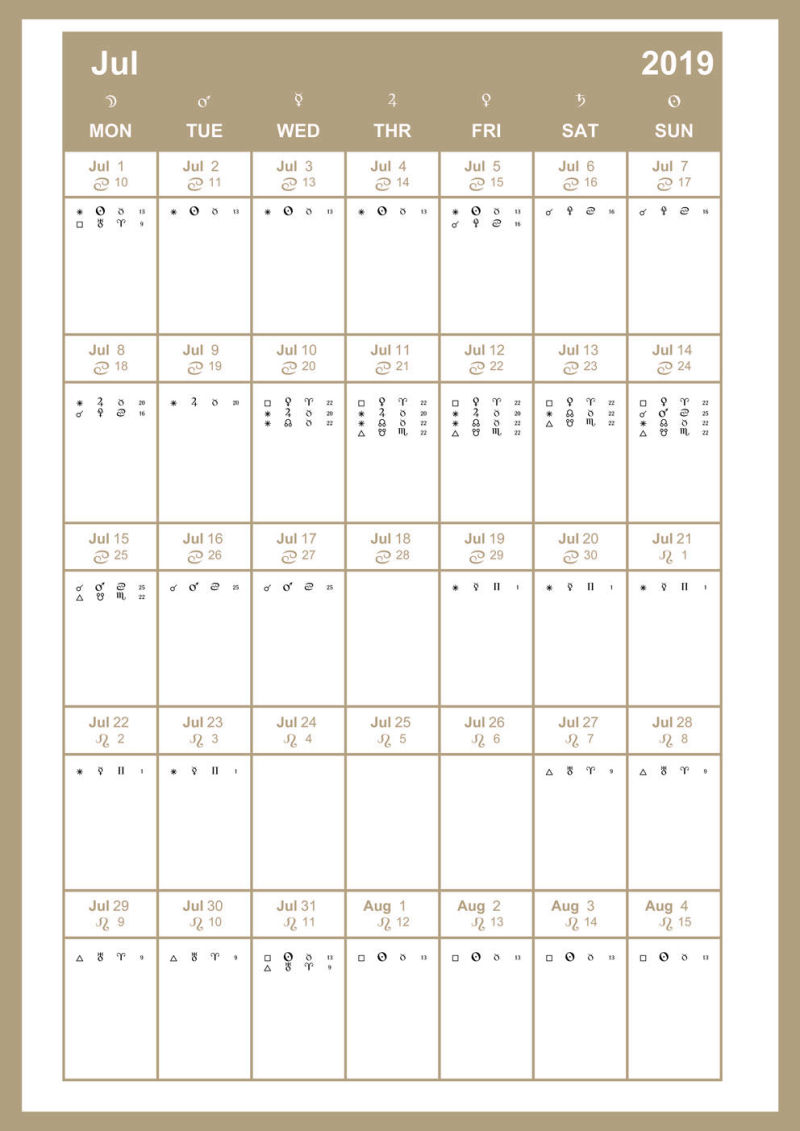 Jul 2019
☽ ♂ ☿ ♃ ♀ ♄ ☉
MON TUE WED THR FRI SAT SUN
Jul 1 Jul 2 Jul 3 Jul 4 Jul 5 Jul 6 Jul 7
♋ 10 ♋ 11 ♋ 13 ♋ 14 ♋ 15 ♋ 16 ♋ 17
⚹ ☉ ♉ 13 ⚹ ☉ ♉ 13 ⚹ ☉ ♉ 13 ⚹ ☉ ♉ 13 ⚹ ☉ ♉ 13 ☌ ♇ ♋ 16 ☌ ♇ ♋ 16
□ ♅ ♈ 9 ☌ ♇ ♋ 16
Jul 8 Jul 9 Jul 10 Jul 11 Jul 12 Jul 13 Jul 14
♋ 18 ♋ 19 ♋ 20 ♋ 21 ♋ 22 ♋ 23 ♋ 24
⚹ ♃ ♉ 20 ⚹ ♃ ♉ 20 □ ♀ ♈ 22 □ ♀ ♈ 22 □ ♀ ♈ 22 □ ♀ ♈ 22 □ ♀ ♈ 22
☌ ♇ ♋ 16 ⚹ ♃ ♉ 20 ⚹ ♃ ♉ 20 ⚹ ♃ ♉ 20 ⚹ ☊ ♉ 22 ☌ ♂ ♋ 25
⚹ ☊ ♉ 22 ⚹ ☊ ♉ 22 ⚹ ☊ ♉ 22 △ ☋ ♏ 22 ⚹ ☊ ♉ 22
△ ☋ ♏ 22 △ ☋ ♏ 22 △ ☋ ♏ 22
Jul 15 Jul 16 Jul 17 Jul 18 Jul 19 Jul 20 Jul 21
♋ 25 ♋ 26 ♋ 27 ♋ 28 ♋ 29 ♋ 30 ♌ 1
☌ ♂ ♋ 25 ☌ ♂ ♋ 25 ☌ ♂ ♋ 25 ⚹ ☿ ♊ 1 ⚹ ☿ ♊ 1 ⚹ ☿ ♊ 1
△ ☋ ♏ 22
Jul 22 Jul 23 Jul 24 Jul 25 Jul 26 Jul 27 Jul 28
♌ 2 ♌ 3 ♌ 4 ♌ 5 ♌ 6 ♌ 7 ♌ 8
⚹ ☿ ♊ 1 ⚹ ☿ ♊ 1 △ ♅ ♈ 9 △ ♅ ♈ 9
Jul 29 Jul 30 Jul 31 Aug 1 Aug 2 Aug 3 Aug 4
♌ 9 ♌ 10 ♌ 11 ♌ 12 ♌ 13 ♌ 14 ♌ 15
△ ♅ ♈ 9 △ ♅ ♈ 9 □ ☉ ♉ 13 □ ☉ ♉ 13 □ ☉ ♉ 13 □ ☉ ♉ 13 □ ☉ ♉ 13
△ ♅ ♈ 9